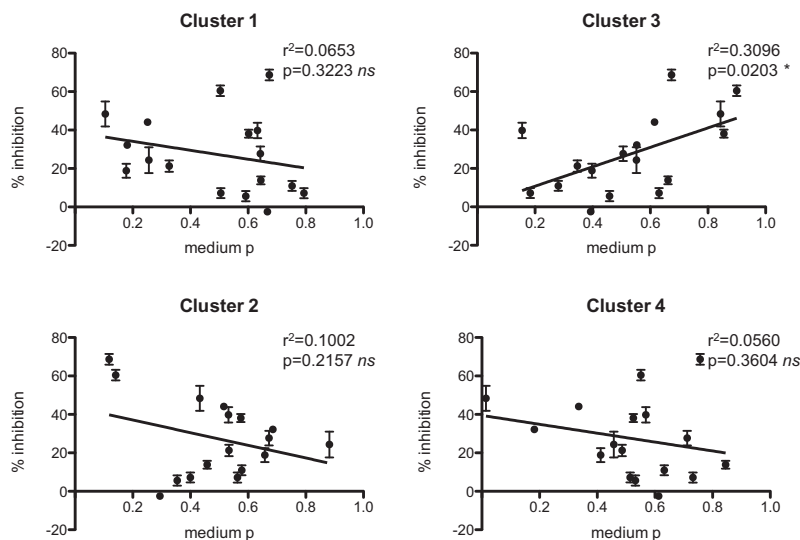 Cluster 1
r²=0.0653
p=0.3223 ns
80
60
40
20
0
-20
0.2 0.4 0.6 0.8 1.0
% inhibition
medium p
Cluster 3
r²=0.3096
p=0.0203 *
80
60
40
20
0
-20
0.2 0.4 0.6 0.8 1.0
% inhibition
medium p
Cluster 2
r²=0.1002
p=0.2157 ns
80
60
40
20
0
-20
0.2 0.4 0.6 0.8 1.0
% inhibition
medium p
Cluster 4
r²=0.0560
p=0.3604 ns
80
60
40
20
0
-20
0.2 0.4 0.6 0.8 1.0
% inhibition
medium p